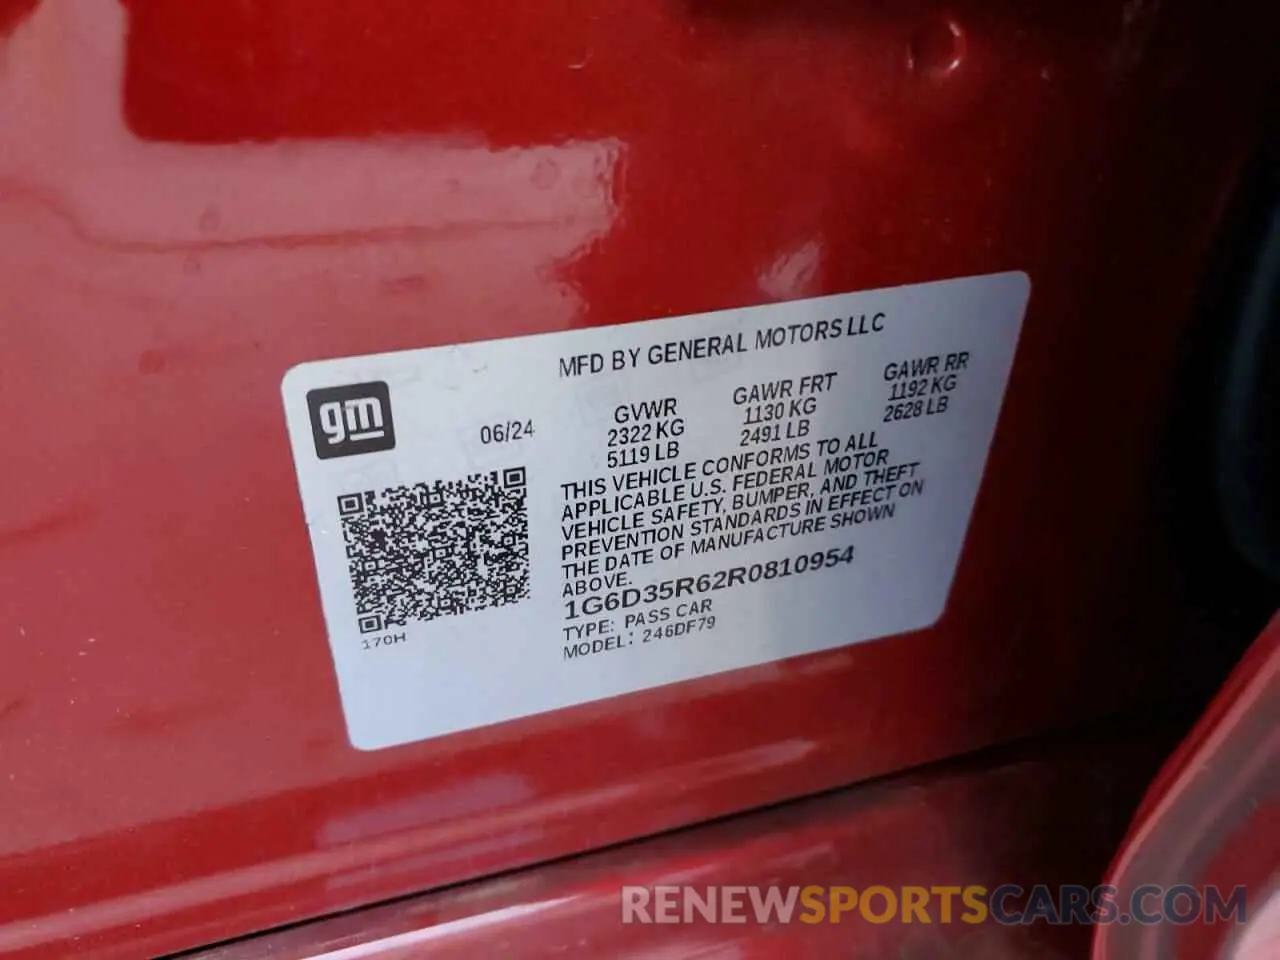 MFD BY GENERAL MOTORS LLC
gm
06/24
GVWR
2322 KG
5119 LB
GAWR FRT
1130 KG
2491 LB
GAWR RR
1192 KG
2628 LB
THIS VEHICLE CONFORMS TO ALL
APPLICABLE U.S. FEDERAL MOTOR
VEHICLE SAFETY, BUMPER, AND THEFT
PREVENTION STANDARDS IN EFFECT ON
THE DATE OF MANUFACTURE SHOWN
ABOVE.
1G6D35R62R0810954
TYPE: PASS CAR
MODEL: 246DF79
170H
RENEWSPORTSCARS.COM